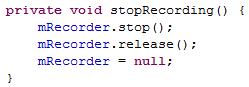 private void stopRecording() {
    mRecorder.stop();
    mRecorder.release();
    mRecorder = null;
}